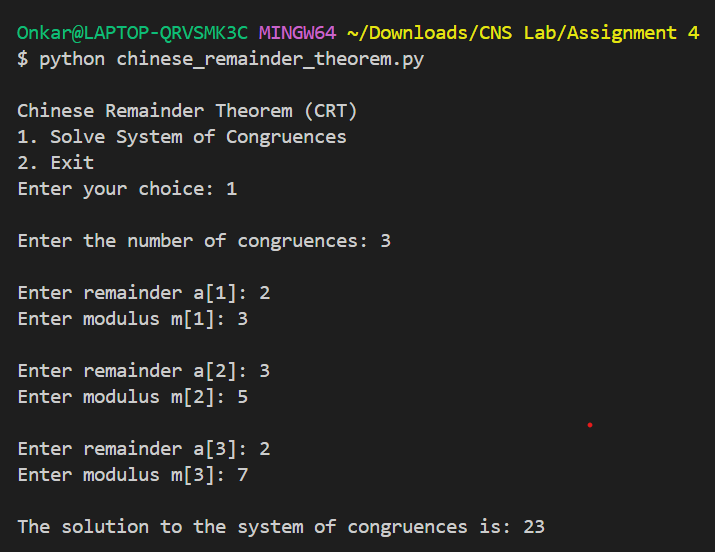 Onkar@LAPTOP-QRVSMK3C MINGW64 ~/Downloads/CNS Lab/Assignment 4
$ python chinese_remainder_theorem.py
Chinese Remainder Theorem (CRT)
1. Solve System of Congruences
2. Exit
Enter your choice: 1
Enter the number of congruences: 3
Enter remainder a[1]: 2
Enter modulus m[1]: 3
Enter remainder a[2]: 3
Enter modulus m[2]: 5
Enter remainder a[3]: 2
Enter modulus m[3]: 7
The solution to the system of congruences is: 23